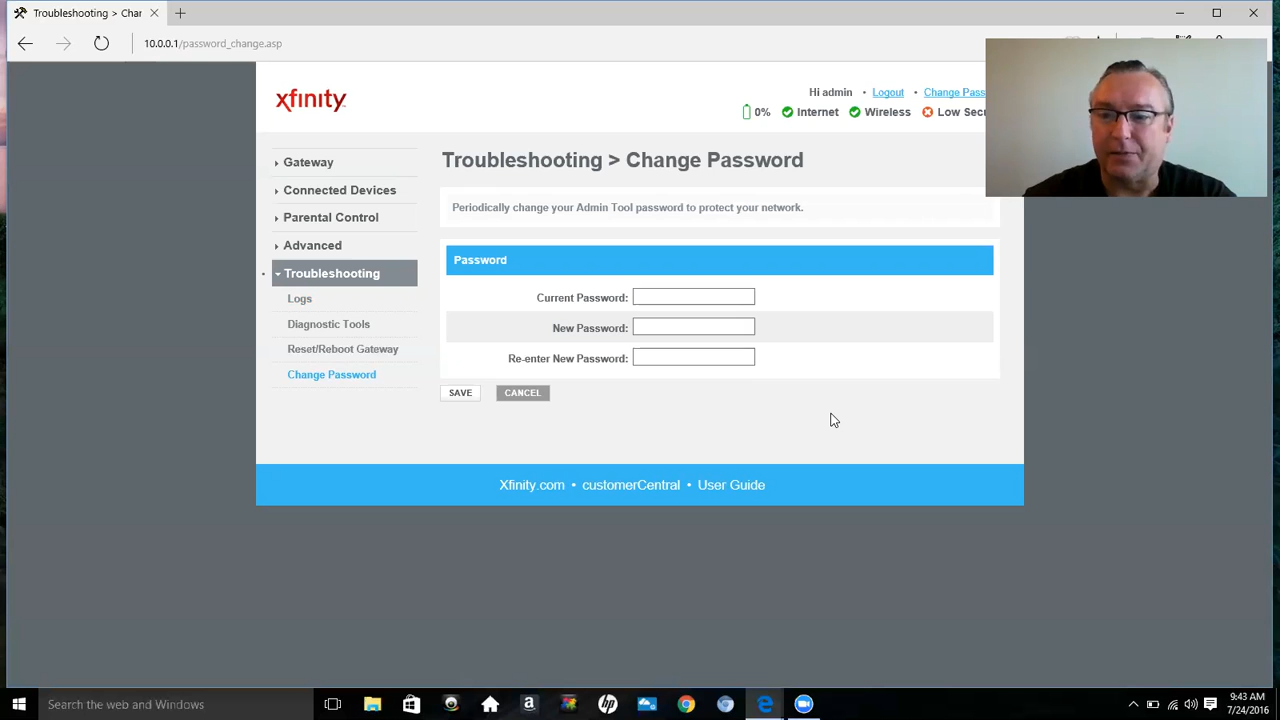 Troubleshooting > Char
10.0.0.1/password_change.asp
xfinity
Hi admin • Logout • Change Pass
0% Internet Wireless Low Secu
Gateway
Connected Devices
Parental Control
Advanced
Troubleshooting
Logs
Diagnostic Tools
Reset/Reboot Gateway
Change Password
Troubleshooting > Change Password
Periodically change your Admin Tool password to protect your network.
Password
Current Password:
New Password:
Re-enter New Password:
SAVE CANCEL
Xfinity.com • customerCentral • User Guide
Search the web and Windows
a
hp
9:43 AM
7/24/2016